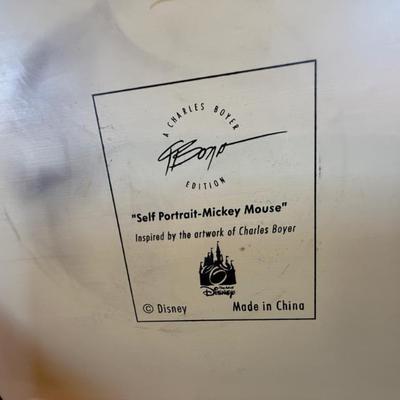 A CHARLES BOYER
EDITION
"Self Portrait-Mickey Mouse"
Inspired by the artwork of Charles Boyer
Disney
© Disney Made in China